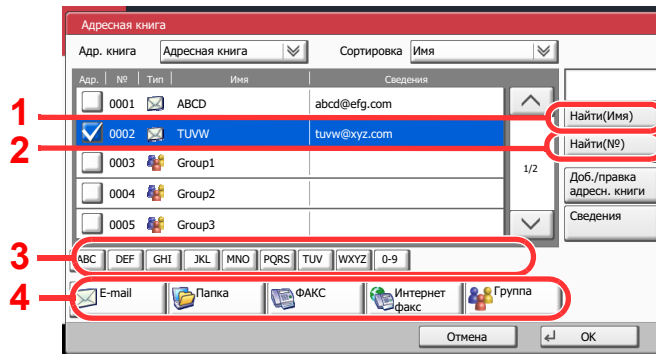 Адресная книга
Адр. книга Адресная книга Сортировка Имя
Адр. № Тип Имя Сведения
0001 ABCD abcd@efg.com
1 Найти(Имя)
0002 TUVW tuvw@xyz.com
2 Найти(№)
0003 Group1 1/2
Доб./правка
адресн. книги
0004 Group2
0005 Group3 Сведения
3 ABC DEF GHI JKL MNO PQRS TUV WXYZ 0-9
4 E-mail Папка ФАКС Интернет
факс
Группа
Отмена OK